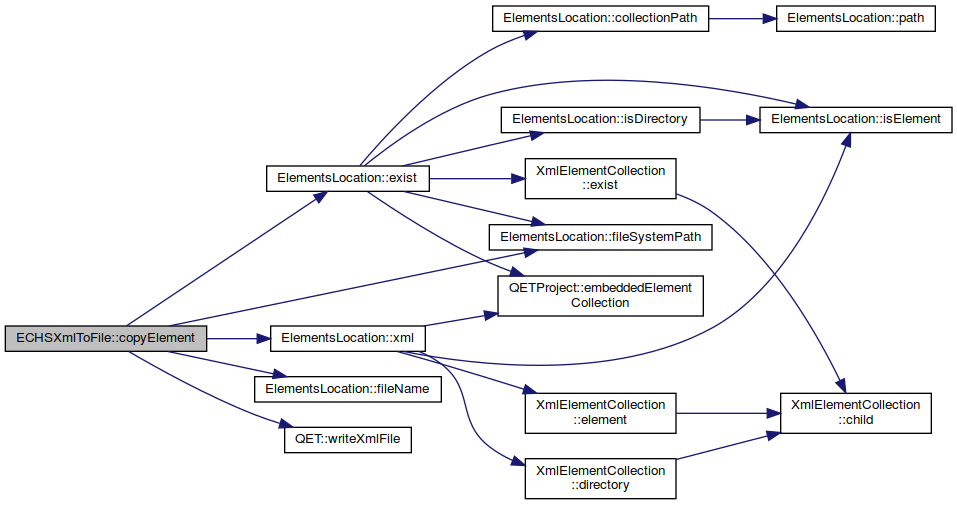 ElementsLocation::collectionPath
ElementsLocation::path
ElementsLocation::isDirectory
ElementsLocation::isElement
ElementsLocation::exist
XmlElementCollection
::exist
ElementsLocation::fileSystemPath
QETProject::embeddedElement
Collection
ECHSXmlToFile::copyElement
ElementsLocation::xml
ElementsLocation::fileName
XmlElementCollection
::element
XmlElementCollection
::child
QET::writeXmlFile
XmlElementCollection
::directory